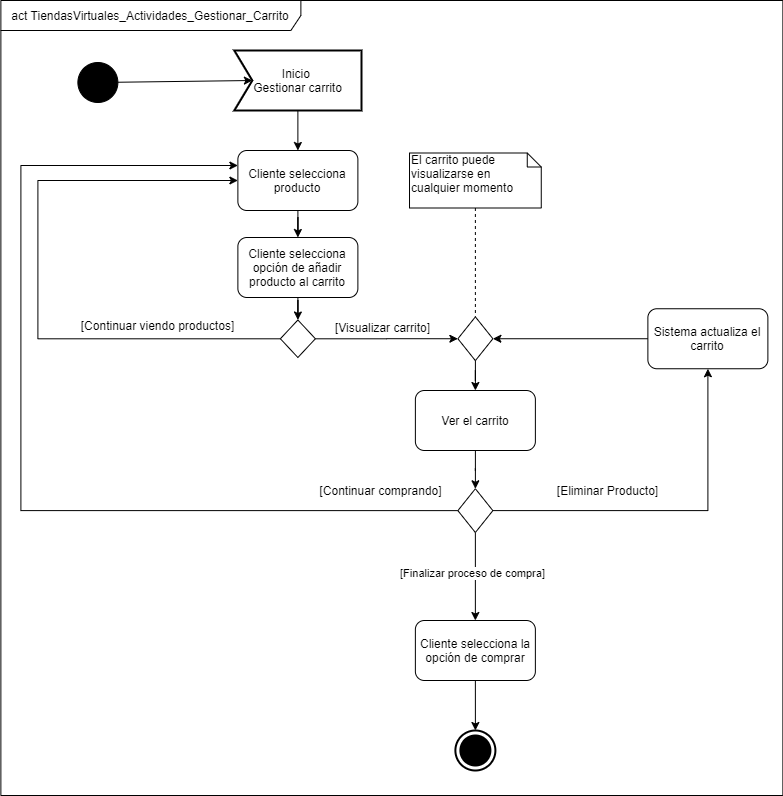 act TiendasVirtuales_Actividades_Gestionar_Carrito
Inicio
Gestionar carrito
Cliente selecciona
producto
El carrito puede
visualizarse en
cualquier momento
Cliente selecciona
opción de añadir
producto al carrito
[Continuar viendo productos]
[Visualizar carrito]
Sistema actualiza el
carrito
Ver el carrito
[Continuar comprando]
[Eliminar Producto]
[Finalizar proceso de compra]
Cliente selecciona la
opción de comprar